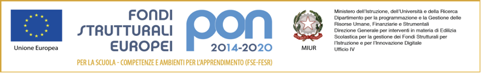 FONDI
STRUTTURALI
EUROPEI
pon
2014-2020
Unione Europea
PER LA SCUOLA - COMPETENZE E AMBIENTI PER L'APPRENDIMENTO (FSE-FESR)
MIUR
Ministero dell'Istruzione, dell'Università e della Ricerca
Dipartimento per la programmazione e la Gestione delle
Risorse Umane, Finanziarie e Strumentali
Direzione Generale per interventi in materia di Edilizia
Scolastica per la gestione dei Fondi Strutturali per
l'Istruzione e per l'Innovazione Digitale
Ufficio IV